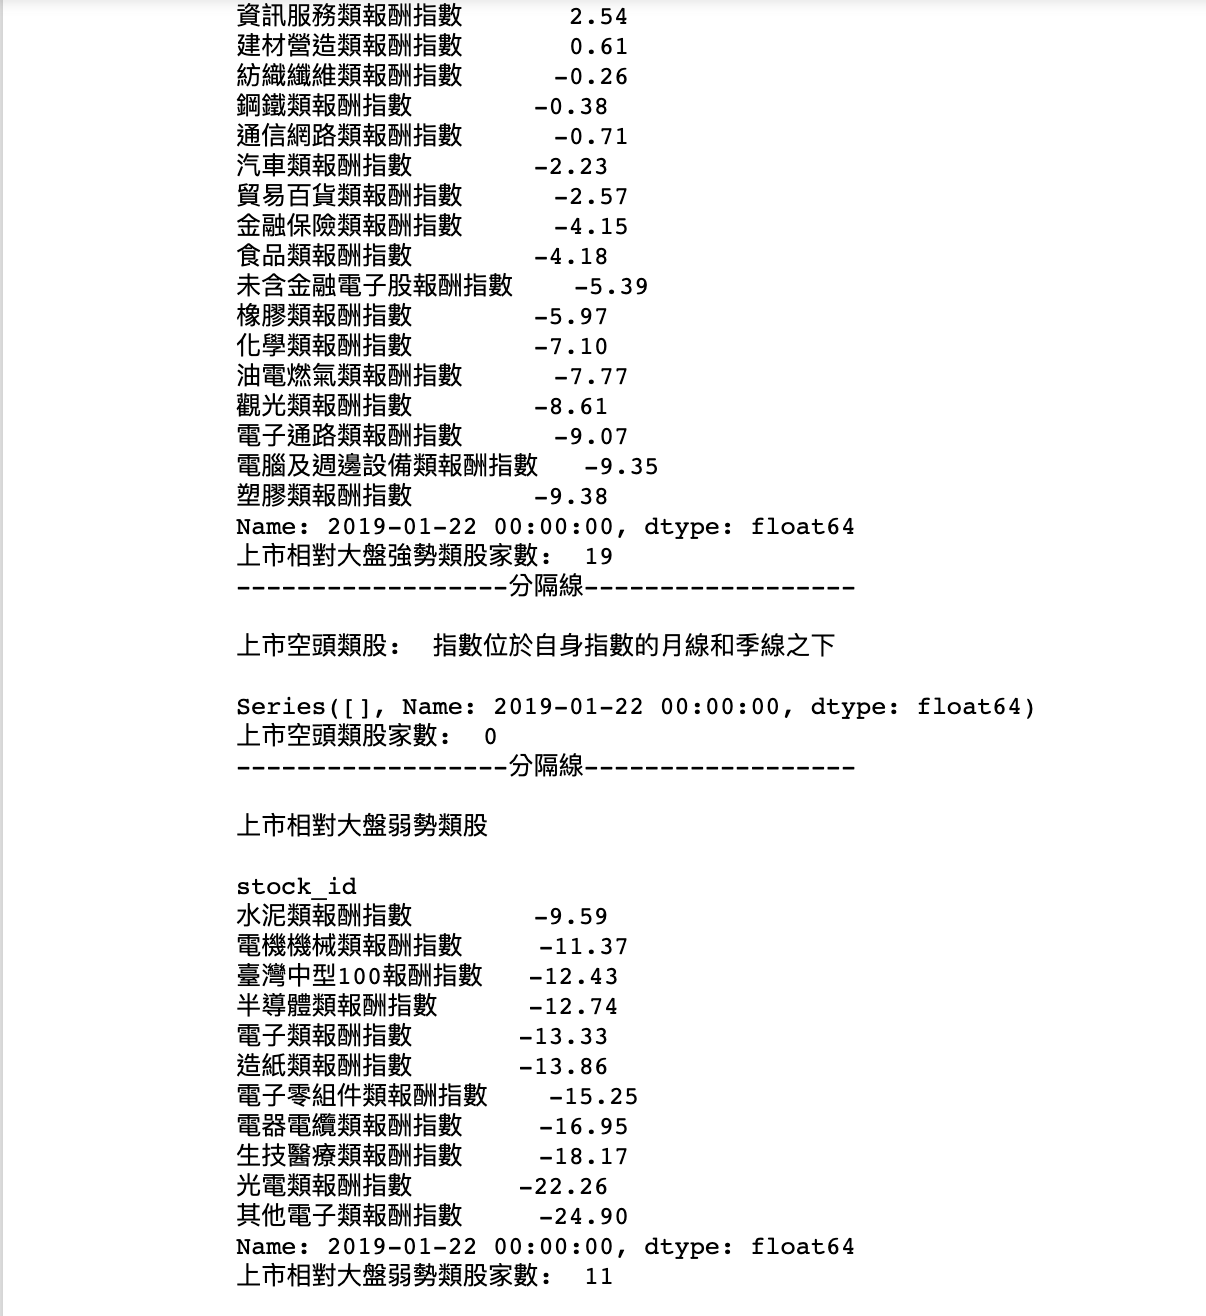 資訊服務類報酬指數 2.54
建材營造類報酬指數 0.61
紡織纖維類報酬指數 -0.26
鋼鐵類報酬指數 -0.38
通信網路類報酬指數 -0.71
汽車類報酬指數 -2.23
貿易百貨類報酬指數 -2.57
金融保險類報酬指數 -4.15
食品類報酬指數 -4.18
未含金融電子股報酬指數 -5.39
橡膠類報酬指數 -5.97
化學類報酬指數 -7.10
油電燃氣類報酬指數 -7.77
觀光類報酬指數 -8.61
電子通路類報酬指數 -9.07
電腦及週邊設備類報酬指數 -9.35
塑膠類報酬指數 -9.38
Name: 2019-01-22 00:00:00, dtype: float64
上市相對大盤強勢類股家數： 19
------------------分隔線------------------
上市空頭類股： 指數位於自身指數的月線和季線之下
Series([], Name: 2019-01-22 00:00:00, dtype: float64)
上市空頭類股家數： 0
------------------分隔線------------------
上市相對大盤弱勢類股
stock_id
水泥類報酬指數 -9.59
電機機械類報酬指數 -11.37
臺灣中型100報酬指數 -12.43
半導體類報酬指數 -12.74
電子類報酬指數 -13.33
造紙類報酬指數 -13.86
電子零組件類報酬指數 -15.25
電器電纜類報酬指數 -16.95
生技醫療類報酬指數 -18.17
光電類報酬指數 -22.26
其他電子類報酬指數 -24.90
Name: 2019-01-22 00:00:00, dtype: float64
上市相對大盤弱勢類股家數： 11